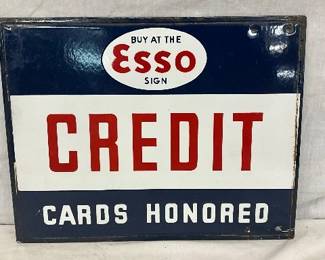 BUY AT THE
Esso
SIGN
CREDIT
CARDS HONORED